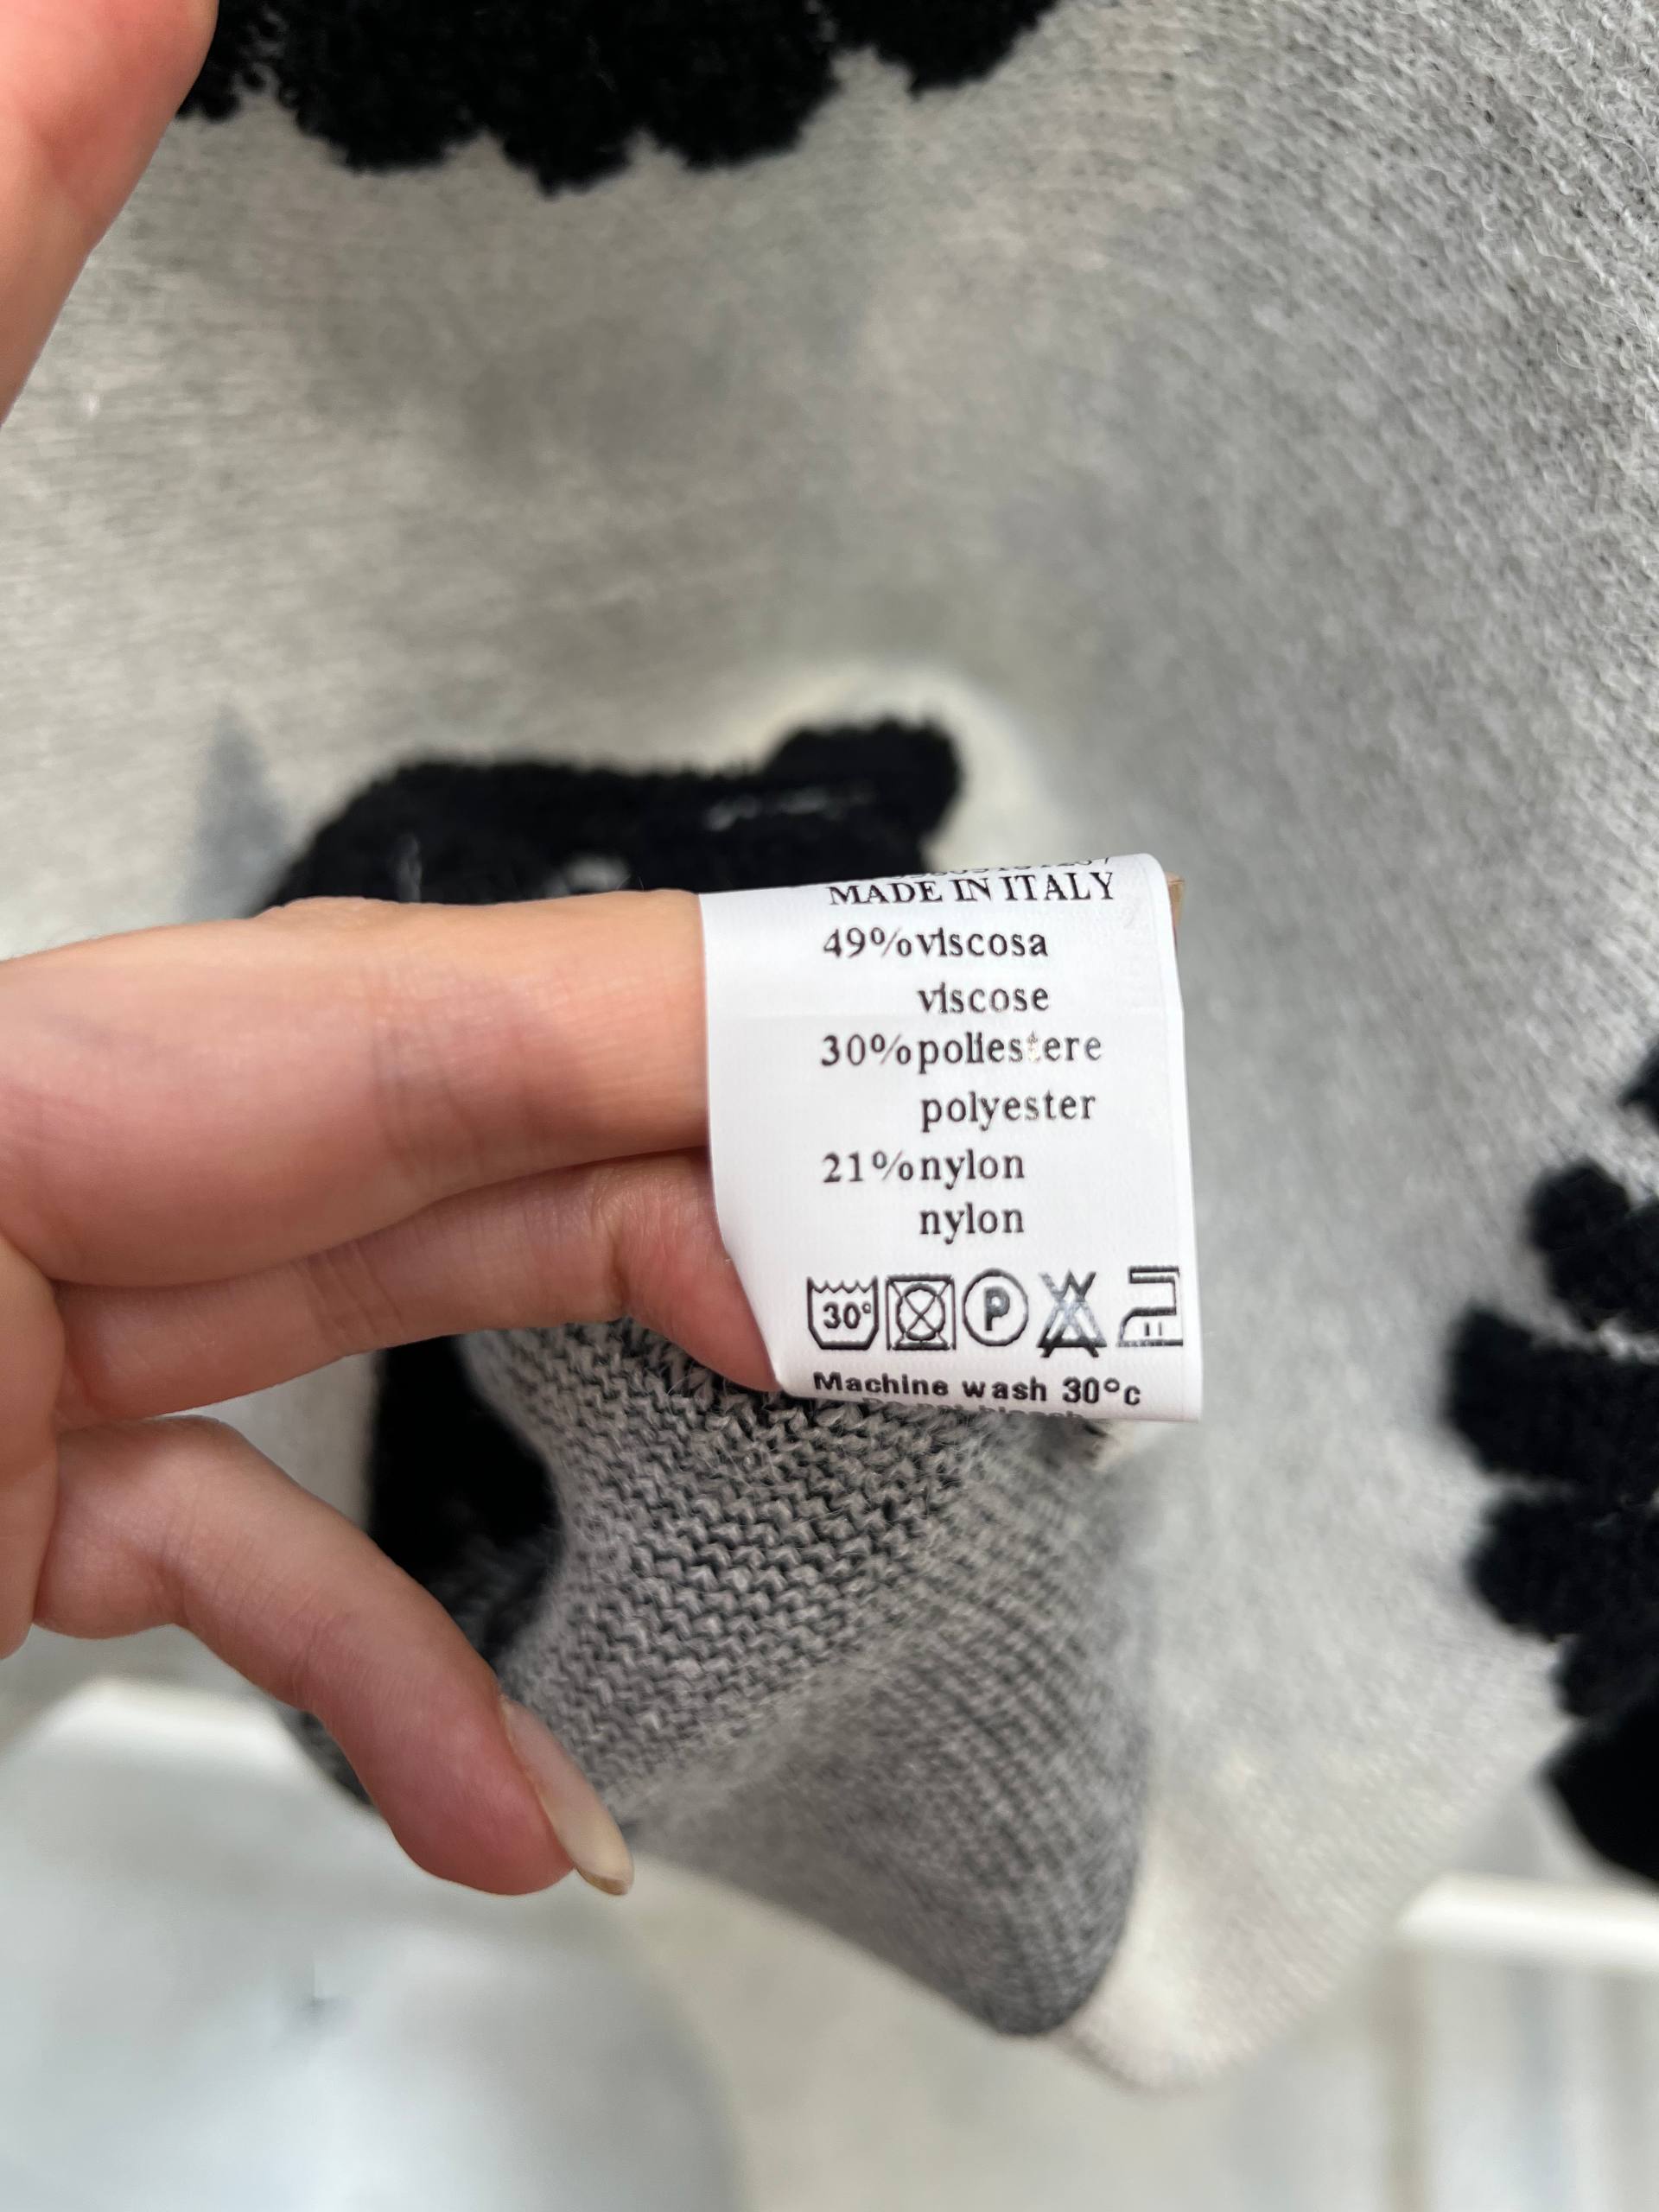 MADE IN ITALY
49% viscosa
viscose
30% poliestere
polyester
21% nylon
nylon
30° P
Machine wash 30°c